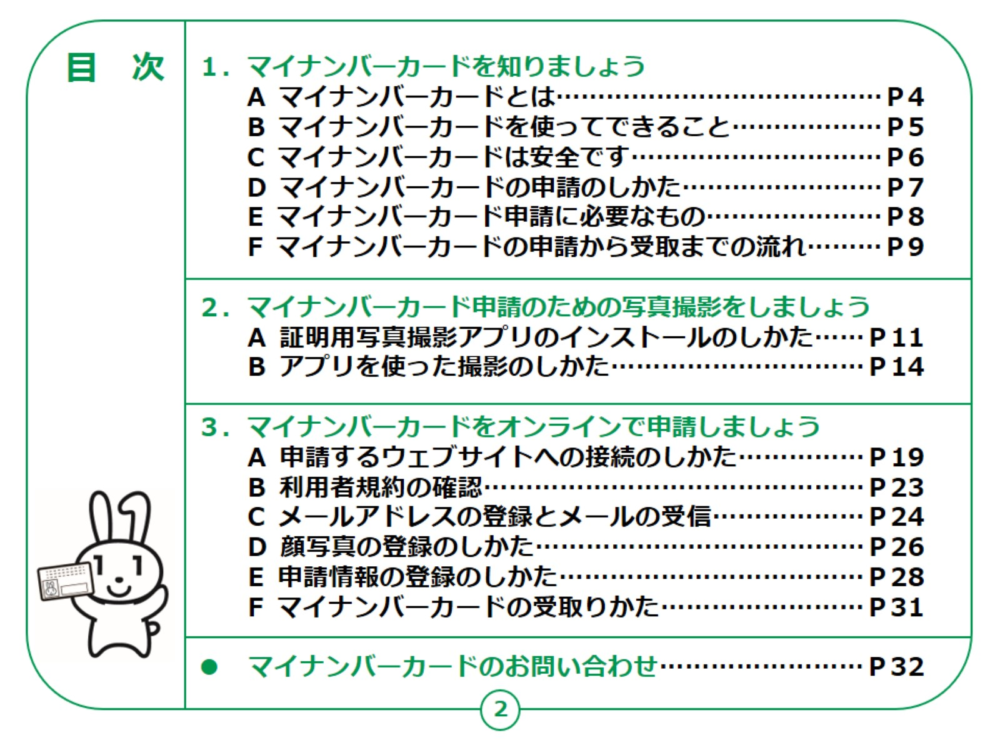 目　次
１．マイナンバーカードを知りましょう
A マイナンバーカードとは…………………………………P４
B マイナンバーカードを使ってできること………………P５
C マイナンバーカードは安全です…………………………P６
D マイナンバーカードの申請のしかた……………………P７
E マイナンバーカード申請に必要なもの…………………P８
F マイナンバーカードの申請から受取までの流れ………P９
２．マイナンバーカード申請のための写真撮影をしましょう
A 証明用写真撮影アプリのインストールのしかた……P11
B アプリを使った撮影のしかた…………………………P14
３．マイナンバーカードをオンラインで申請しましょう
A 申請するウェブサイトへの接続のしかた……………P19
B 利用者規約の確認………………………………………P23
C メールアドレスの登録とメールの受信………………P24
D 顔写真の登録のしかた…………………………………P26
E 申請情報の登録のしかた………………………………P28
F マイナンバーカードの受取りかた……………………P31
● マイナンバーカードのお問い合わせ……………………P32
2